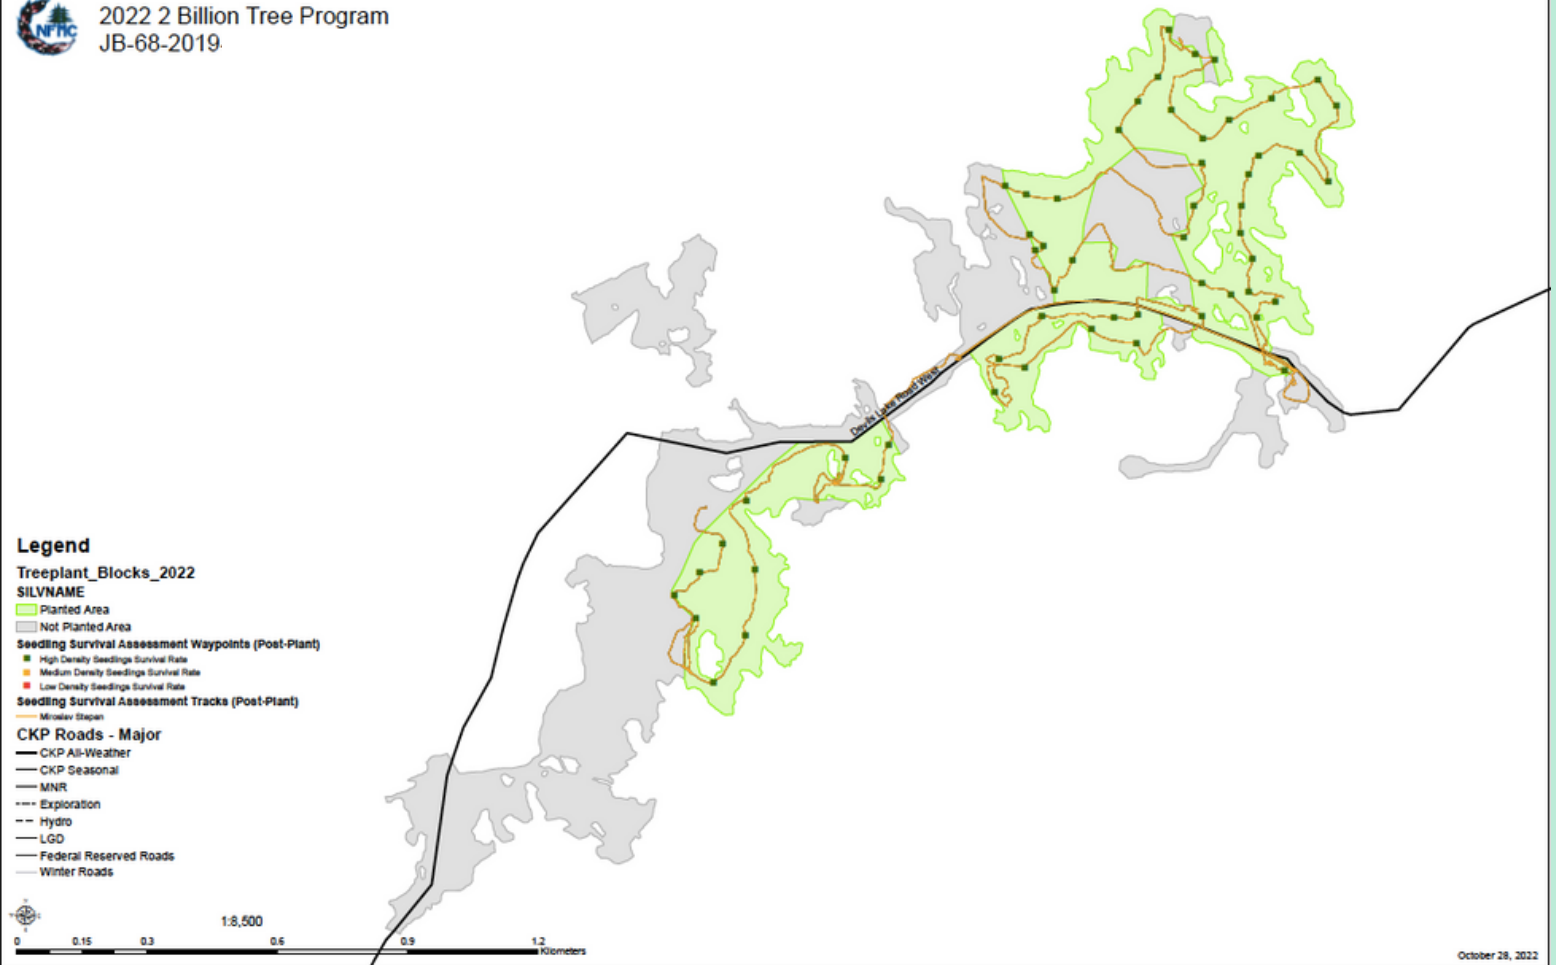 NFMC
2022 2 Billion Tree Program
JB-68-2019
Devils Lake Road West
Legend
Treeplant_Blocks_2022
SILVNAME
Planted Area
Not Planted Area
Seedling Survival Assessment Waypoints (Post-Plant)
High Density Seedlings Survival Rate
Medium Density Seedlings Survival Rate
Low Density Seedlings Survival Rate
Seedling Survival Assessment Tracks (Post-Plant)
Miroslav Stepan
CKP Roads - Major
CKP All-Weather
CKP Seasonal
MNR
Exploration
Hydro
LGD
Federal Reserved Roads
Winter Roads
1:8,500
0 0.15 0.3 0.6 0.9 1.2
Kilometers
October 28, 2022